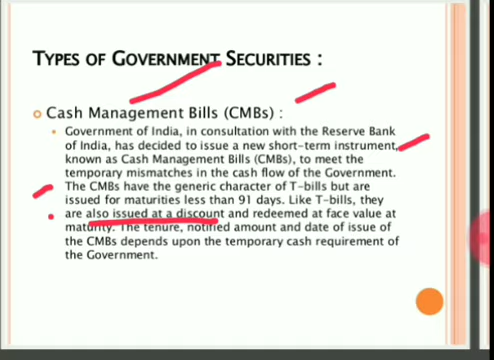 TYPES OF GOVERNMENT SECURITIES :
Cash Management Bills (CMBs) :
Government of India, in consultation with the Reserve Bank
of India, has decided to issue a new short-term instrument,
known as Cash Management Bills (CMBs), to meet the
temporary mismatches in the cash flow of the Government.
The CMBs have the generic character of T-bills but are
issued for maturities less than 91 days. Like T-bills, they
are also issued at a discount and redeemed at face value at
maturity. The tenure, notified amount and date of issue of
the CMBs depends upon the temporary cash requirement of
the Government.